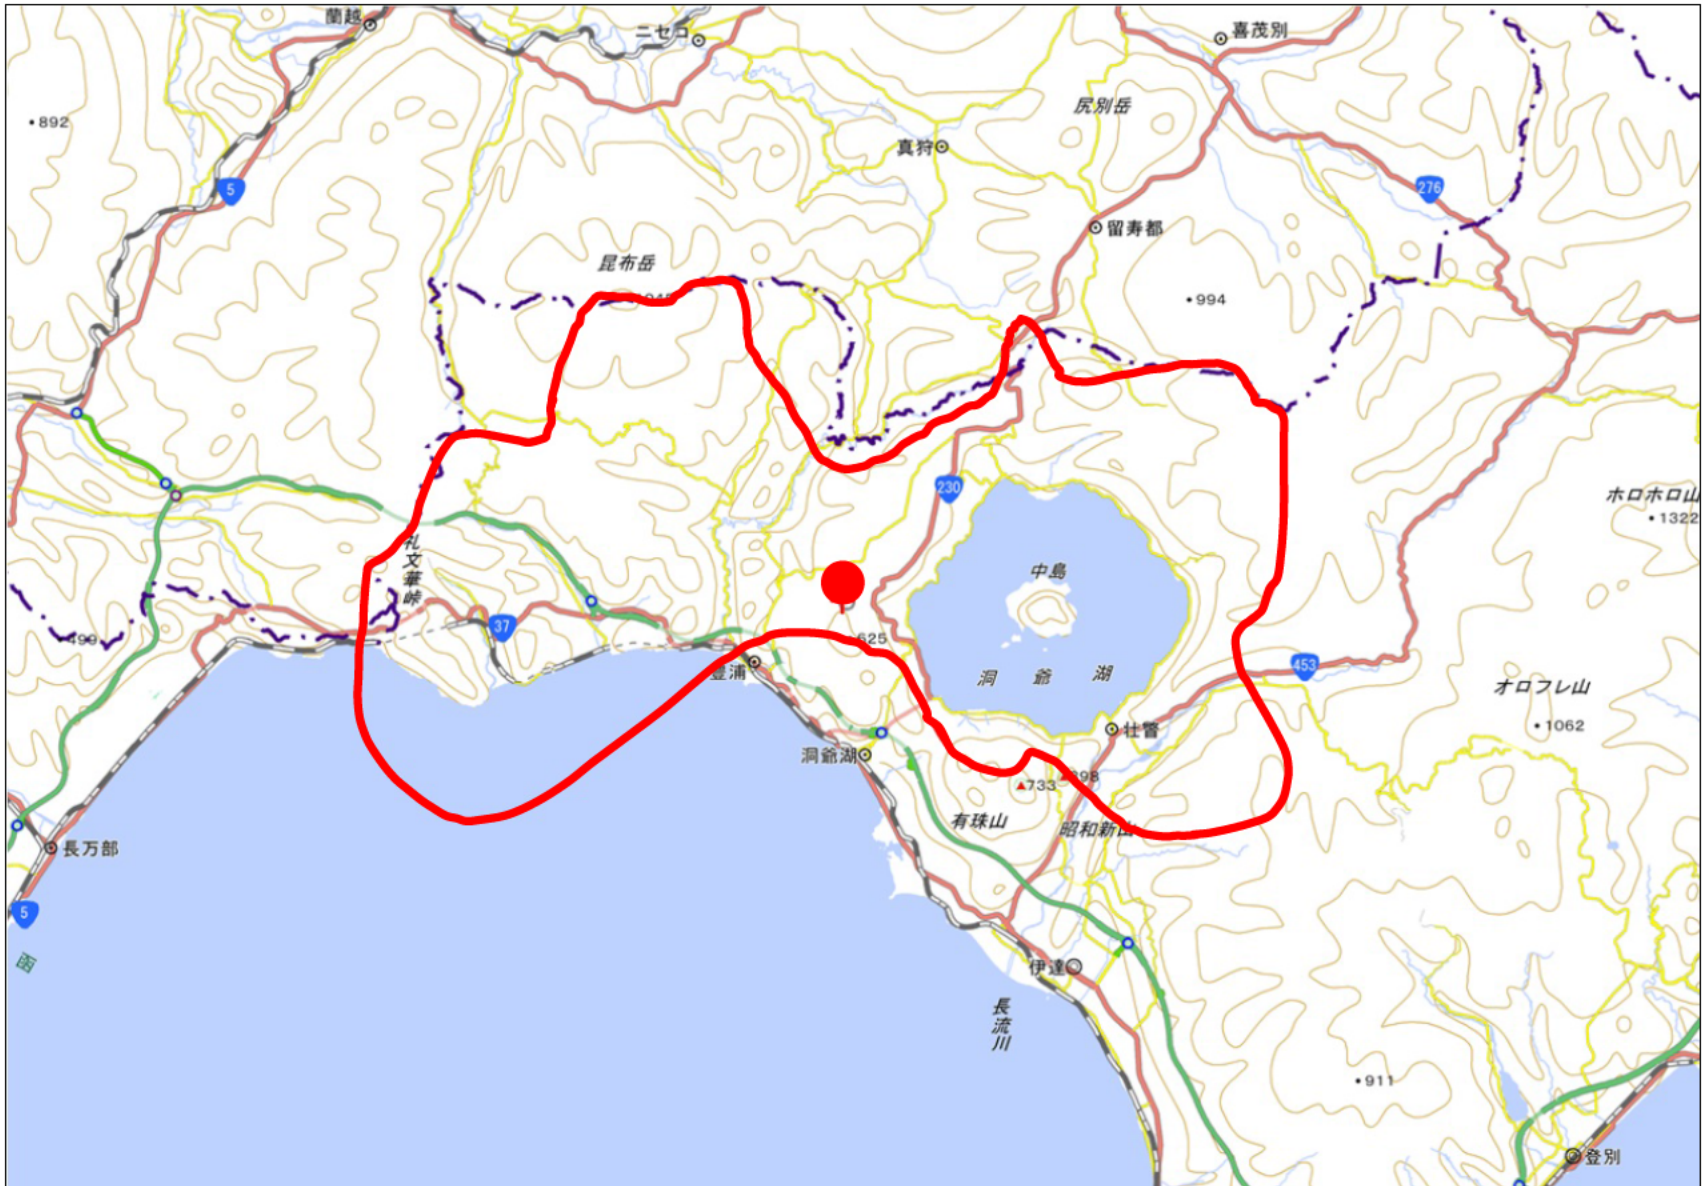 蘭越
ニセコ
喜茂別
尻別岳
892
真狩
5
276
留寿都
昆布岳
994
230
ホロホロ山
1322
礼文華峠
中島
37
499
625
453
洞爺湖
豊浦
オロフレ山
1062
壮瞥
洞爺湖
733
398
有珠山
昭和新山
長万部
5
函
伊達
長流川
911
登別